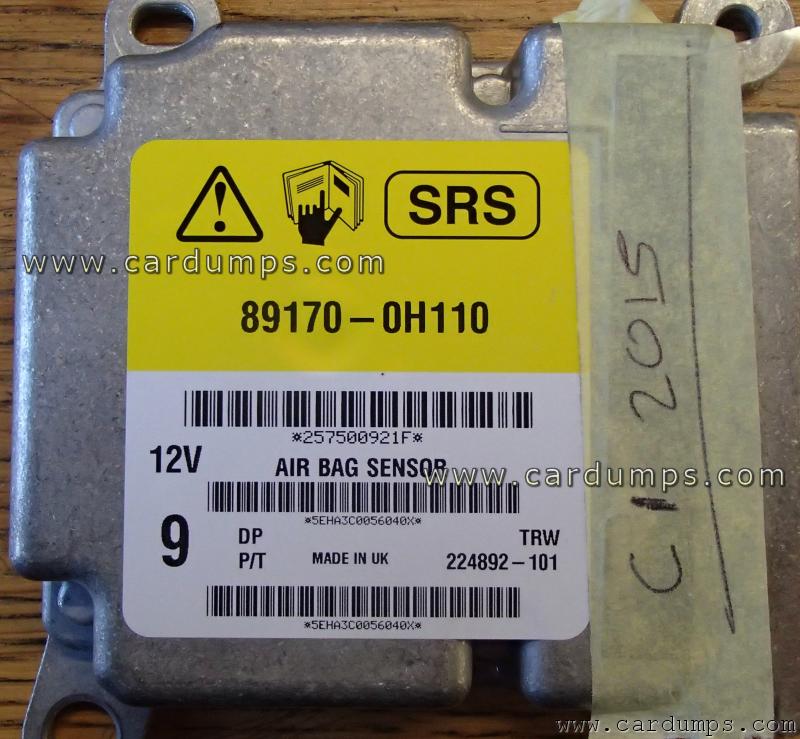 SRS
www.cardumps.com
89170-0H110
*257500921F*
12V AIR BAG SENSOR
www.cardumps.com
*5EHA3C0056040X*
9 DP TRW
P/T MADE IN UK 224892-101
*5EHA3C0056040X*
C1 2015
www.cardumps.com